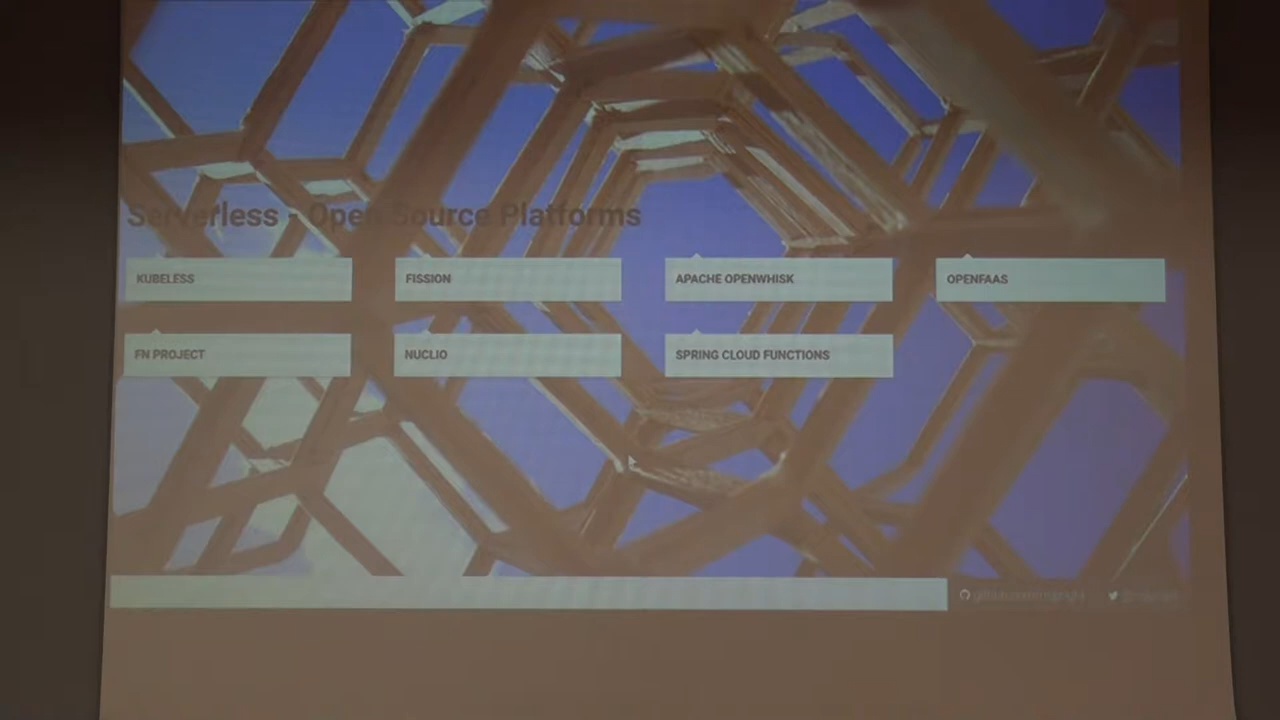 Serverless - Open Source Platforms
KUBELESS
FISSION
APACHE OPENWHISK
OPENFAAS
FN PROJECT
NUCLIO
SPRING CLOUD FUNCTIONS